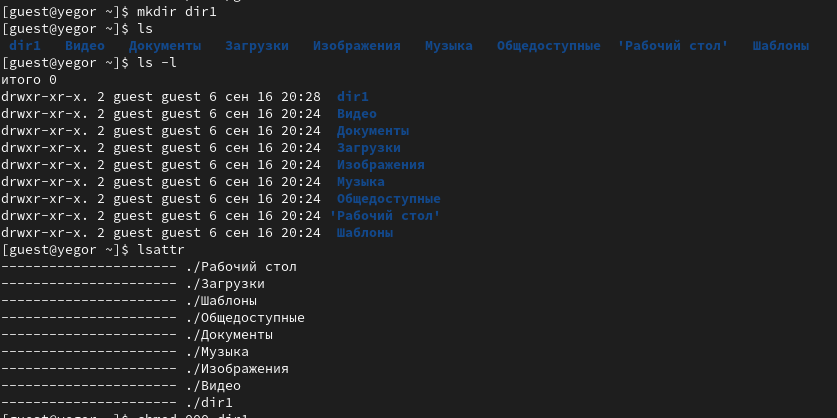 [guest@yegor ~]$ mkdir dir1
[guest@yegor ~]$ ls
dir1 Видео Документы Загрузки Изображения Музыка Общедоступные 'Рабочий стол' Шаблоны
[guest@yegor ~]$ ls -l
итого 0
drwxr-xr-x. 2 guest guest 6 сен 16 20:28 dir1
drwxr-xr-x. 2 guest guest 6 сен 16 20:24 Видео
drwxr-xr-x. 2 guest guest 6 сен 16 20:24 Документы
drwxr-xr-x. 2 guest guest 6 сен 16 20:24 Загрузки
drwxr-xr-x. 2 guest guest 6 сен 16 20:24 Изображения
drwxr-xr-x. 2 guest guest 6 сен 16 20:24 Музыка
drwxr-xr-x. 2 guest guest 6 сен 16 20:24 Общедоступные
drwxr-xr-x. 2 guest guest 6 сен 16 20:24 'Рабочий стол'
drwxr-xr-x. 2 guest guest 6 сен 16 20:24 Шаблоны
[guest@yegor ~]$ lsattr
---------------------- ./Рабочий стол
---------------------- ./Загрузки
---------------------- ./Шаблоны
---------------------- ./Общедоступные
---------------------- ./Документы
---------------------- ./Музыка
---------------------- ./Изображения
---------------------- ./Видео
---------------------- ./dir1